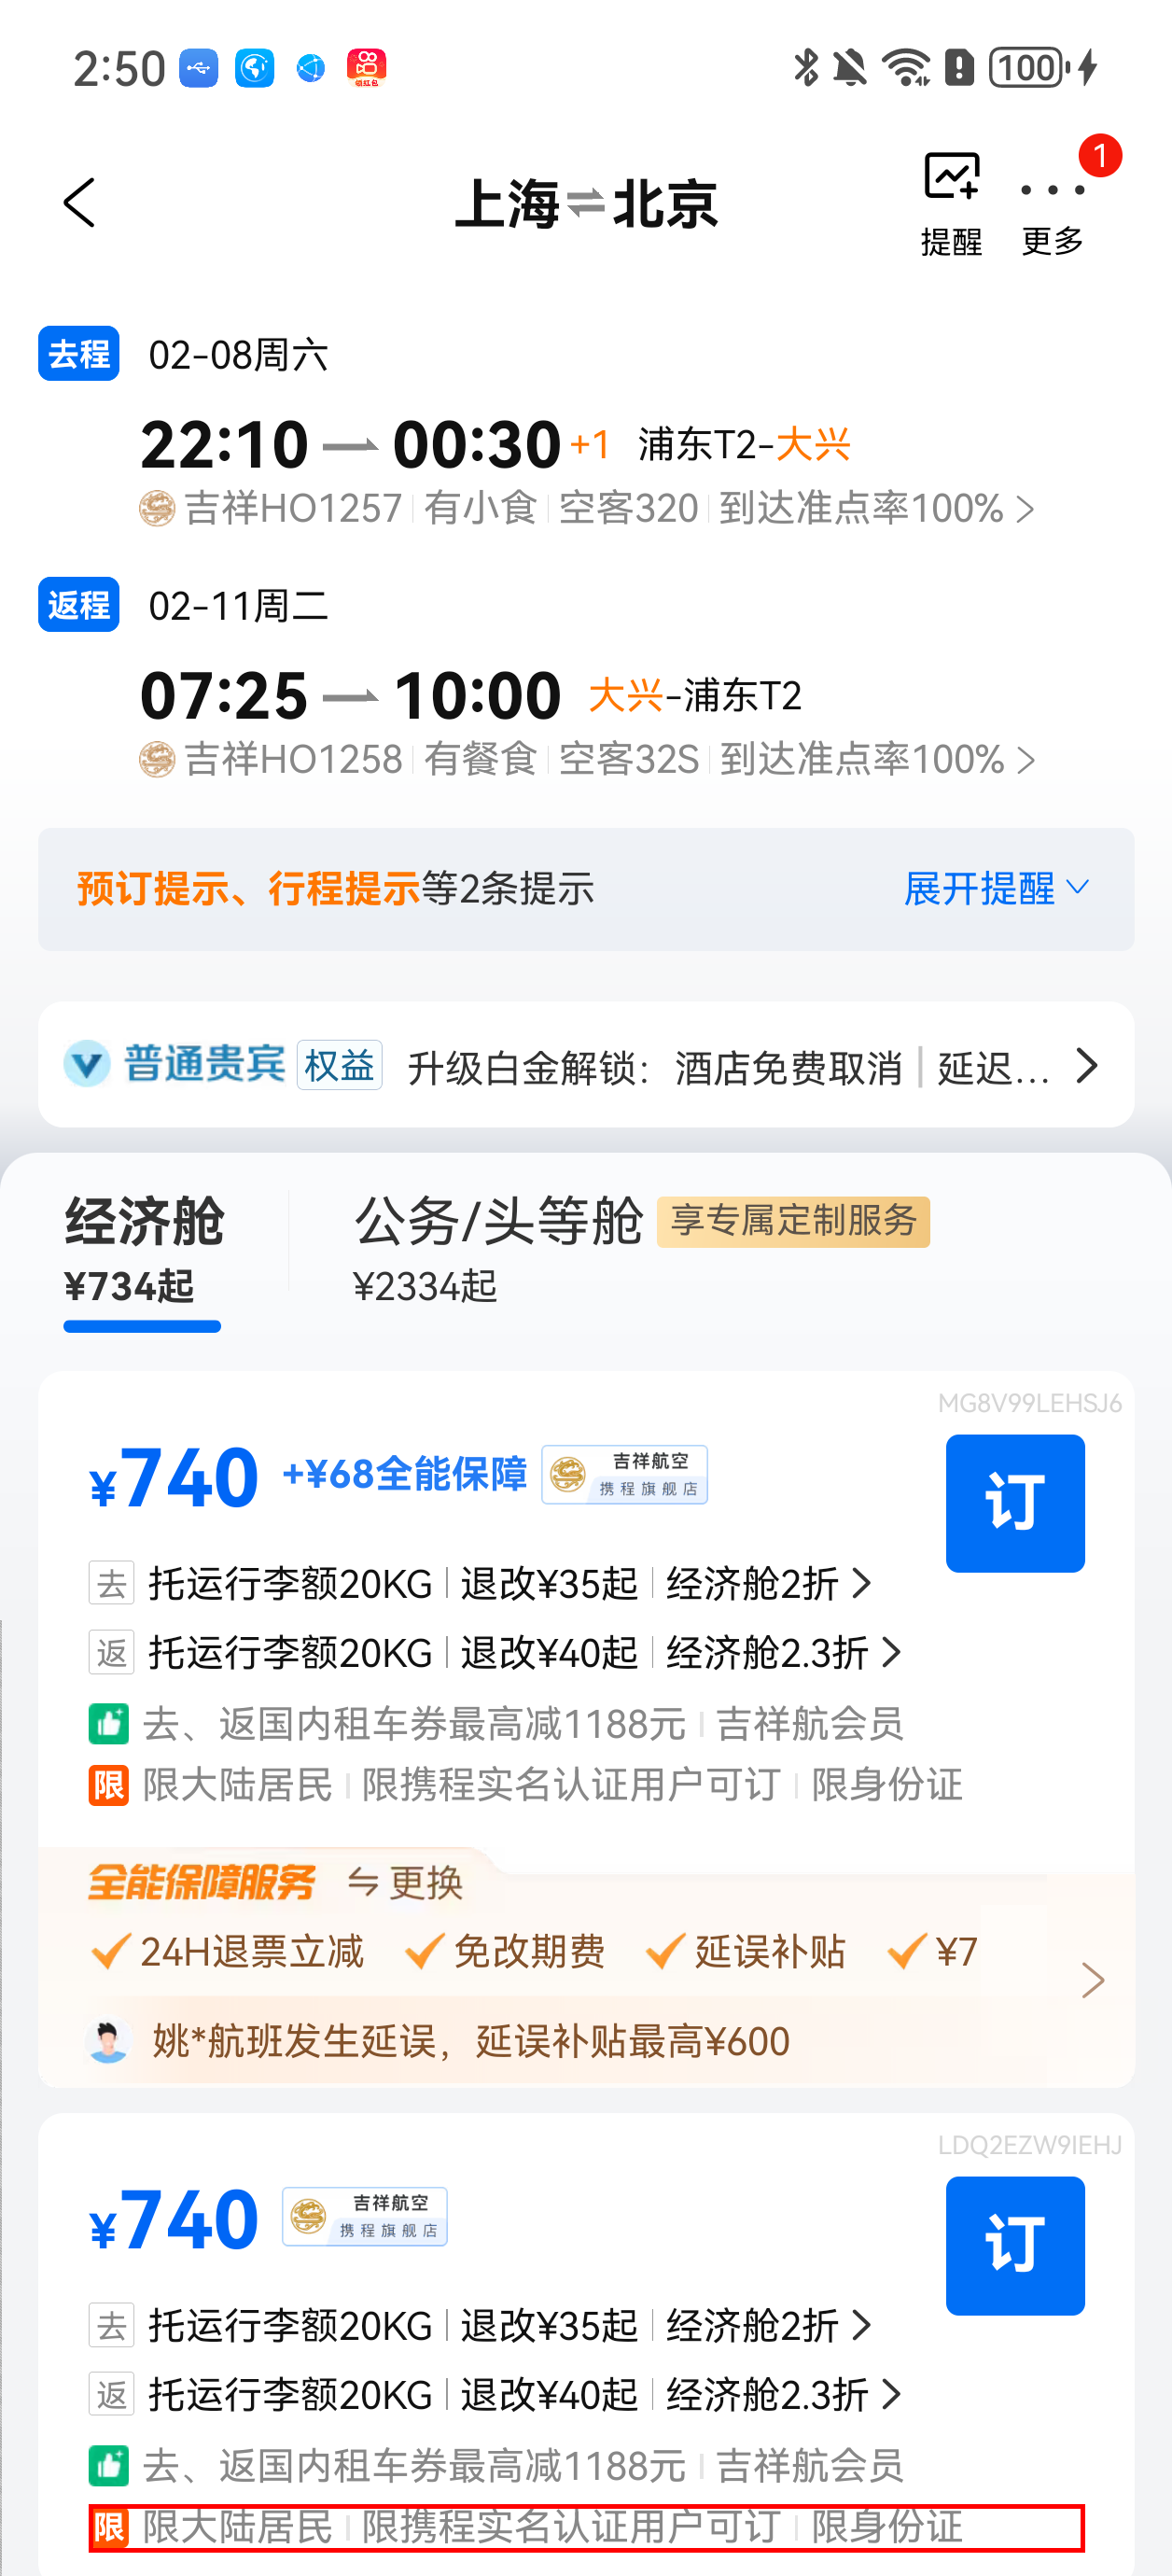 2:50 领红包 100
上海⇌北京 提醒 更多 1
去程 02-08周六
22:10 00:30 +1 浦东T2-大兴
吉祥HO1257 有小食 空客320 到达准点率100%
返程 02-11周二
07:25 10:00 大兴-浦东T2
吉祥HO1258 有餐食 空客32S 到达准点率100%
预订提示、行程提示等2条提示 展开提醒
普通贵宾 权益 升级白金解锁：酒店免费取消 | 延迟...
经济舱 公务/头等舱 享专属定制服务
¥734起 ¥2334起
MG8V99LEHSJ6
¥740 +¥68全能保障 吉祥航空 携程旗舰店 订
去 托运行李额20KG 退改¥35起 经济舱2折
返 托运行李额20KG 退改¥40起 经济舱2.3折
去、返国内租车券最高减1188元 吉祥航会员
限 限大陆居民 限携程实名认证用户可订 限身份证
全能保障服务 更换
24H退票立减 免改期费 延误补贴 ¥7
姚*航班发生延误，延误补贴最高¥600
LDQ2EZW9IEHJ
¥740 吉祥航空 携程旗舰店 订
去 托运行李额20KG 退改¥35起 经济舱2折
返 托运行李额20KG 退改¥40起 经济舱2.3折
去、返国内租车券最高减1188元 吉祥航会员
限 限大陆居民 限携程实名认证用户可订 限身份证